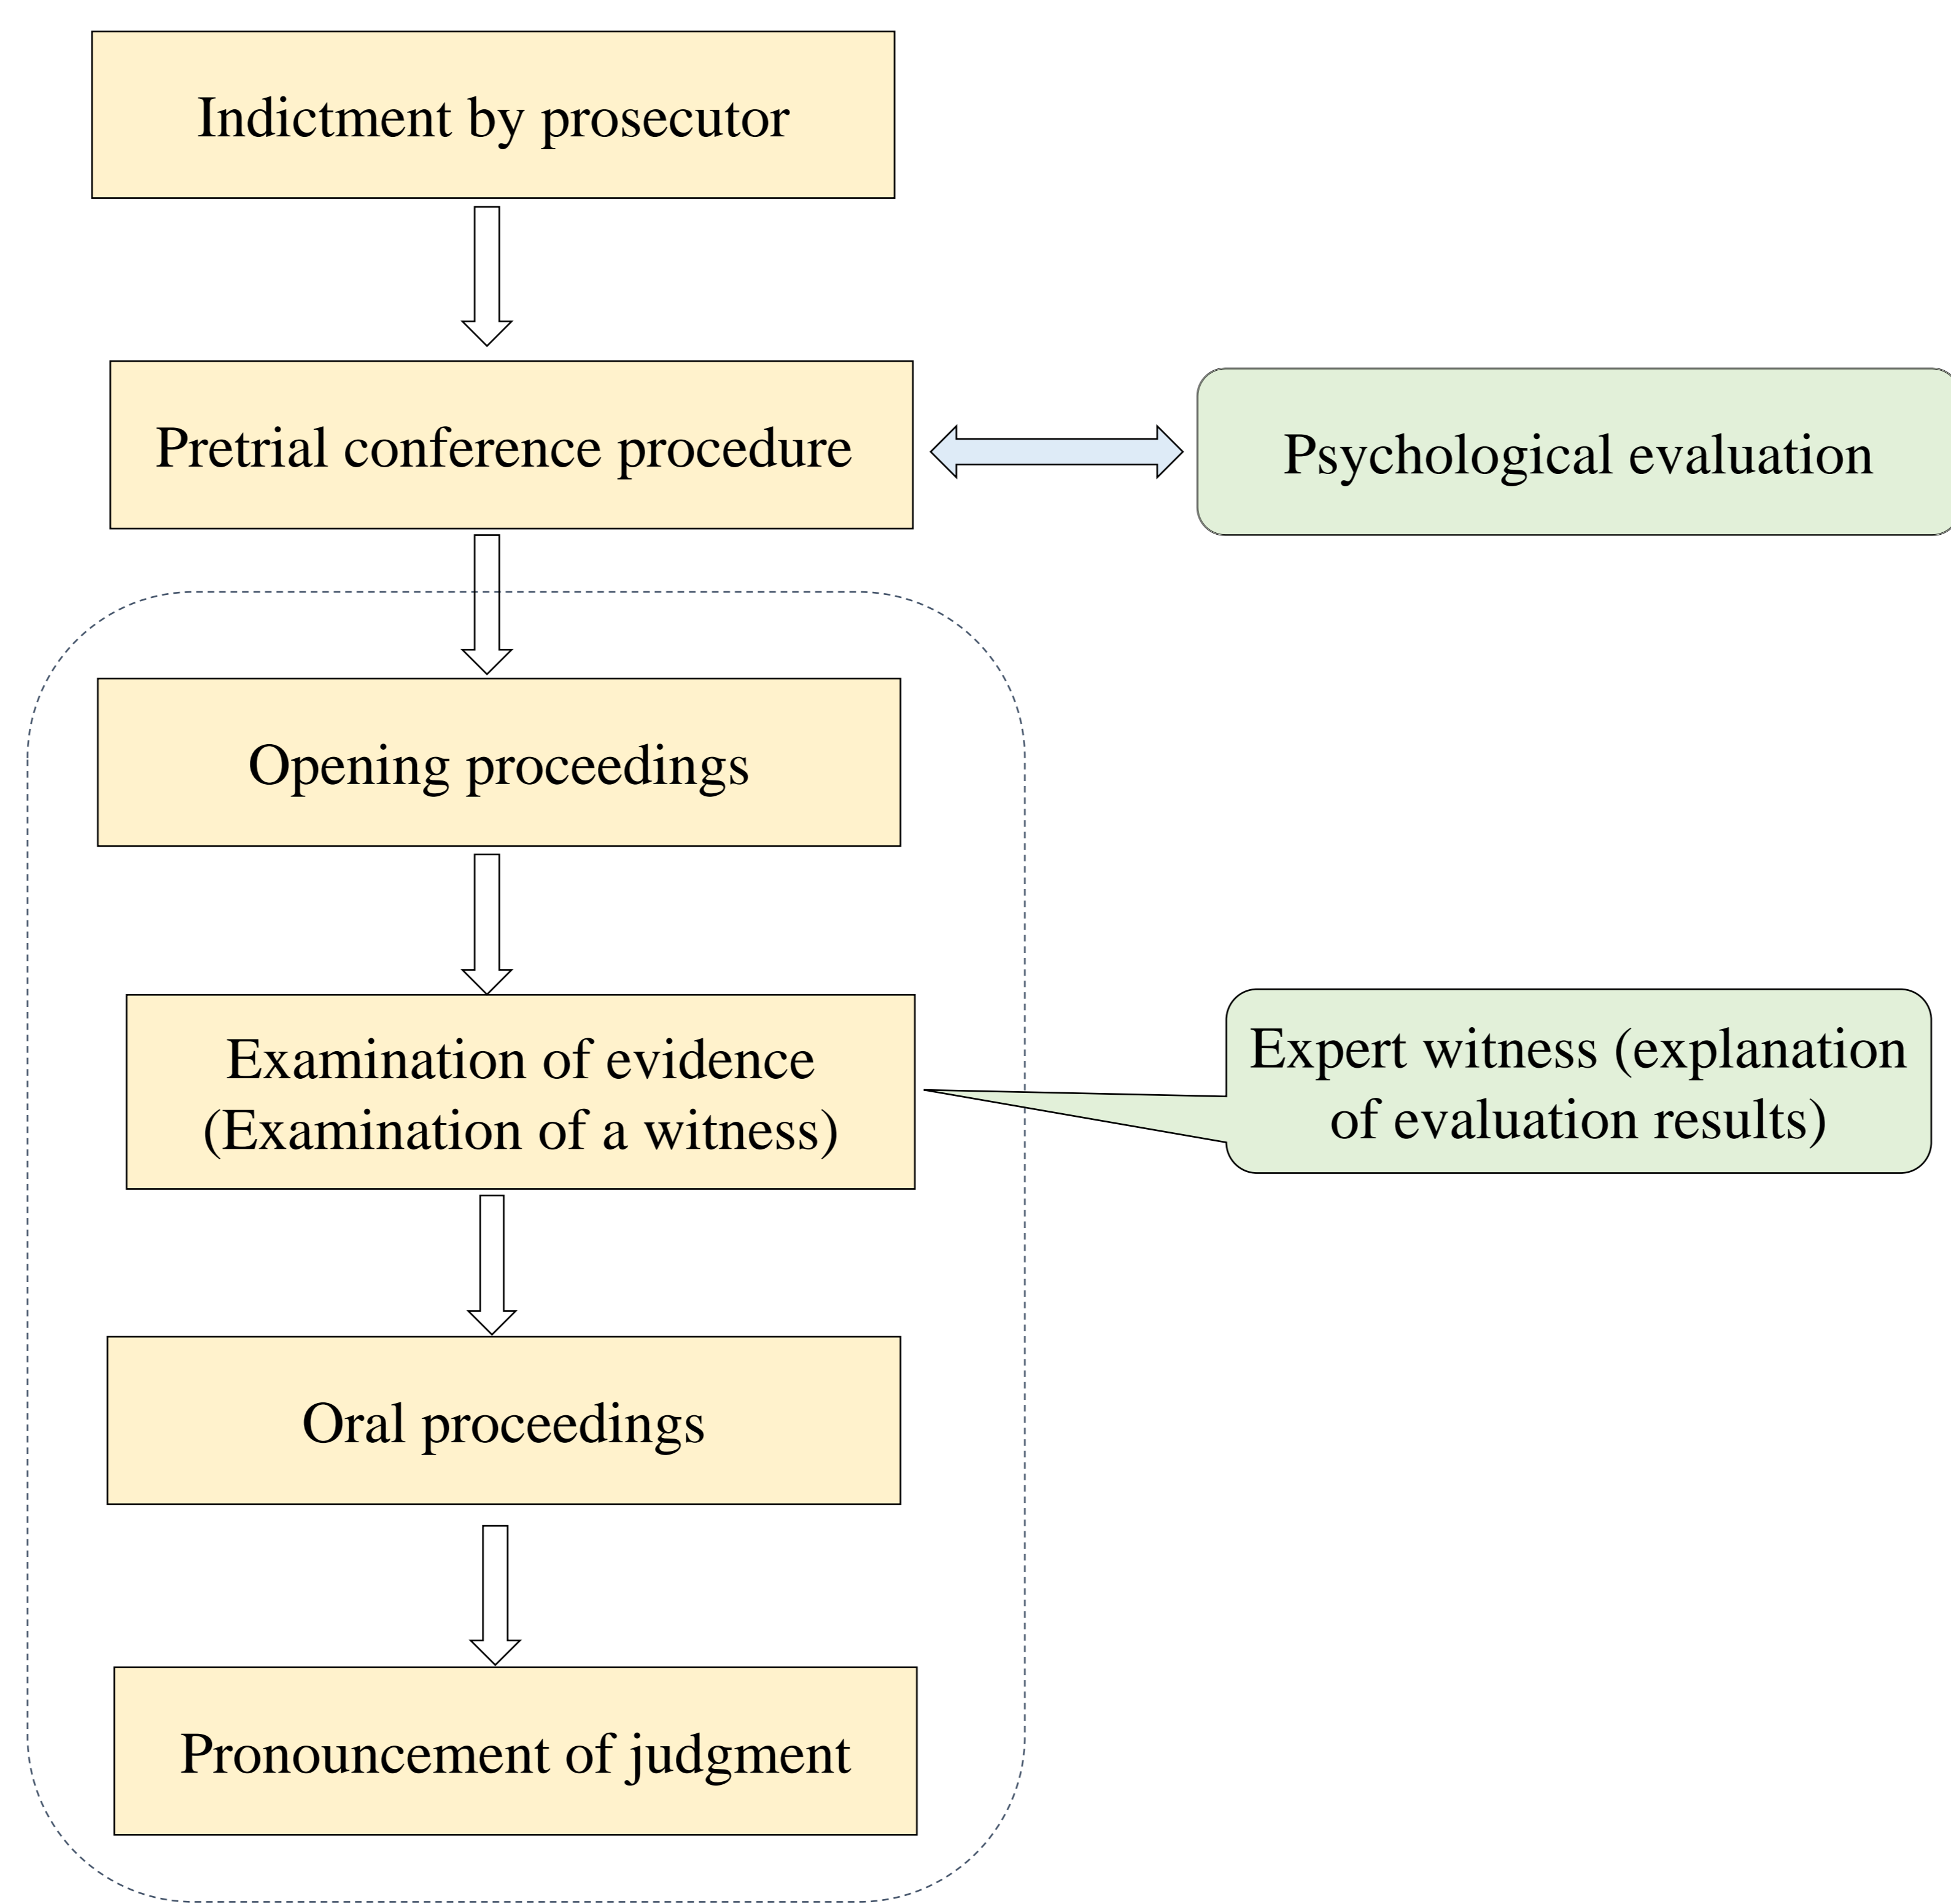 Indictment by prosecutor
Pretrial conference procedure
Psychological evaluation
Opening proceedings
Examination of evidence
(Examination of a witness)
Expert witness (explanation
of evaluation results)
Oral proceedings
Pronouncement of judgment